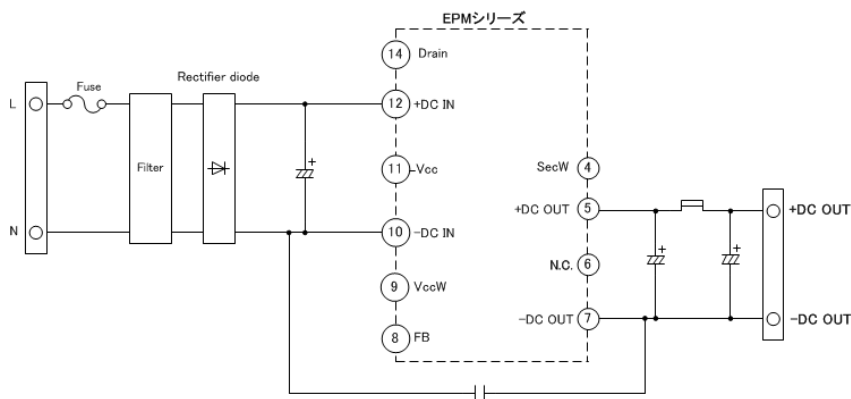 EPMシリーズ
14 Drain
Fuse
Rectifier diode
L
12 +DC IN
Filter
+
11 Vcc
4 SecW
5 +DC OUT
+DC OUT
N
10 -DC IN
6 N.C.
+
+
9 VccW
7 -DC OUT
-DC OUT
8 FB